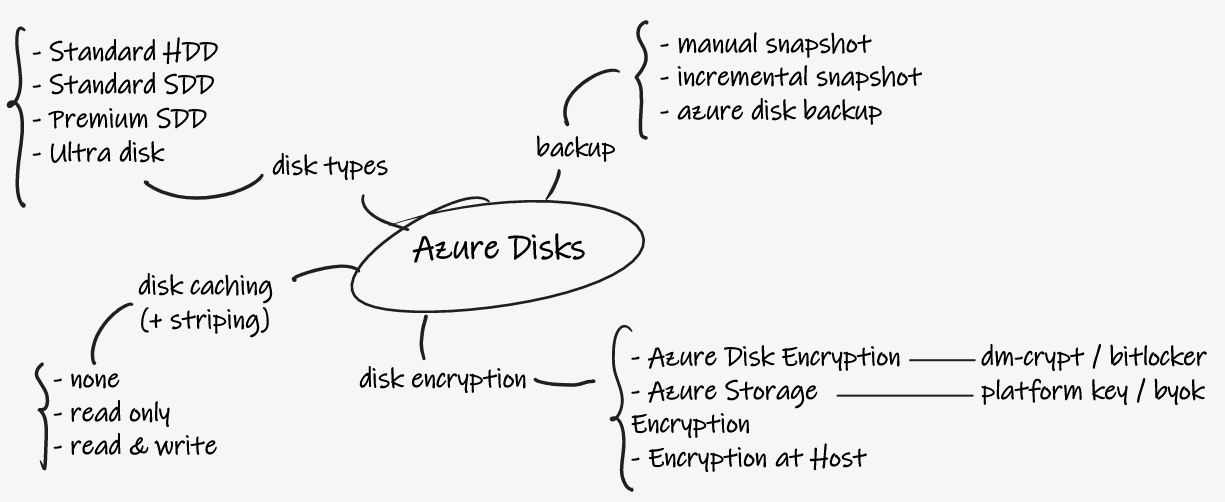 - Standard HDD
- Standard SDD
- Premium SDD
- Ultra disk
disk types
- manual snapshot
- incremental snapshot
- azure disk backup
backup
Azure Disks
disk caching
(+ striping)
- none
- read only
- read & write
disk encryption
- Azure Disk Encryption
dm-crypt / bitlocker
- Azure Storage
platform key / byok
Encryption
- Encryption at Host